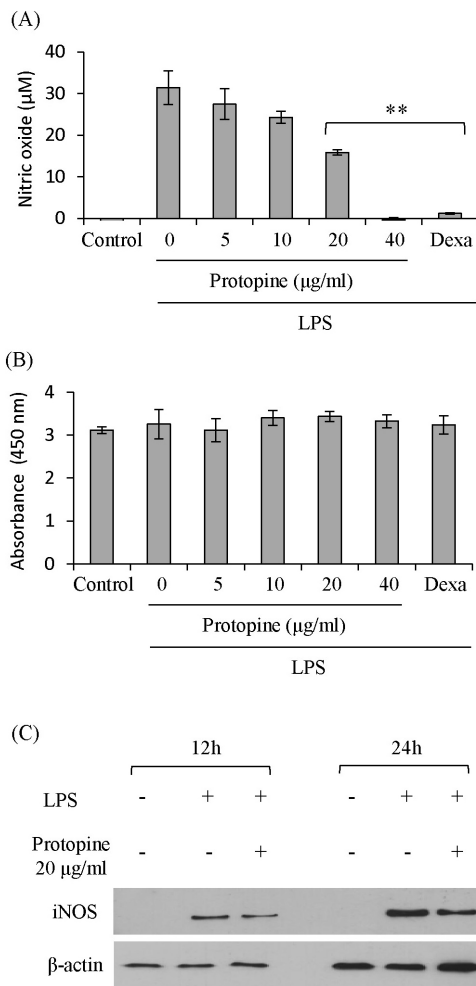 (A)
40
30
20
10
0
Nitric oxide (μM)
**
Control 0 5 10 20 40 Dexa
Protopine (μg/ml)
LPS
(B)
4
3
2
1
0
Absorbance (450 nm)
Control 0 5 10 20 40 Dexa
Protopine (μg/ml)
LPS
(C)
12h 24h
LPS - + + - + +
Protopine
20 μg/ml - - + - - +
iNOS
β-actin